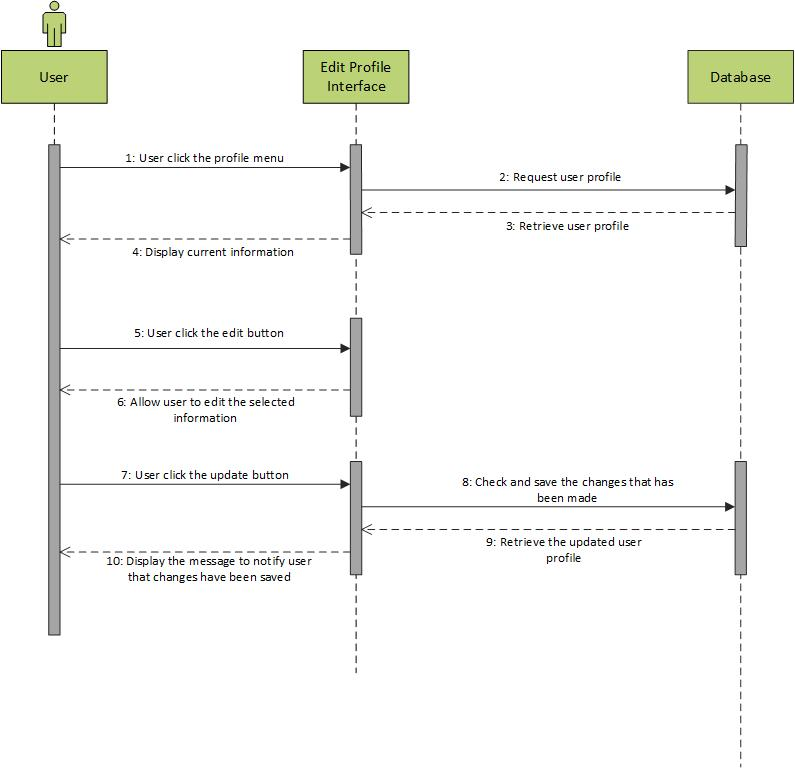 User
Edit Profile
Interface
Database
1: User click the profile menu
2: Request user profile
3: Retrieve user profile
4: Display current information
5: User click the edit button
6: Allow user to edit the selected
information
7: User click the update button
8: Check and save the changes that has
been made
9: Retrieve the updated user
profile
10: Display the message to notify user
that changes have been saved